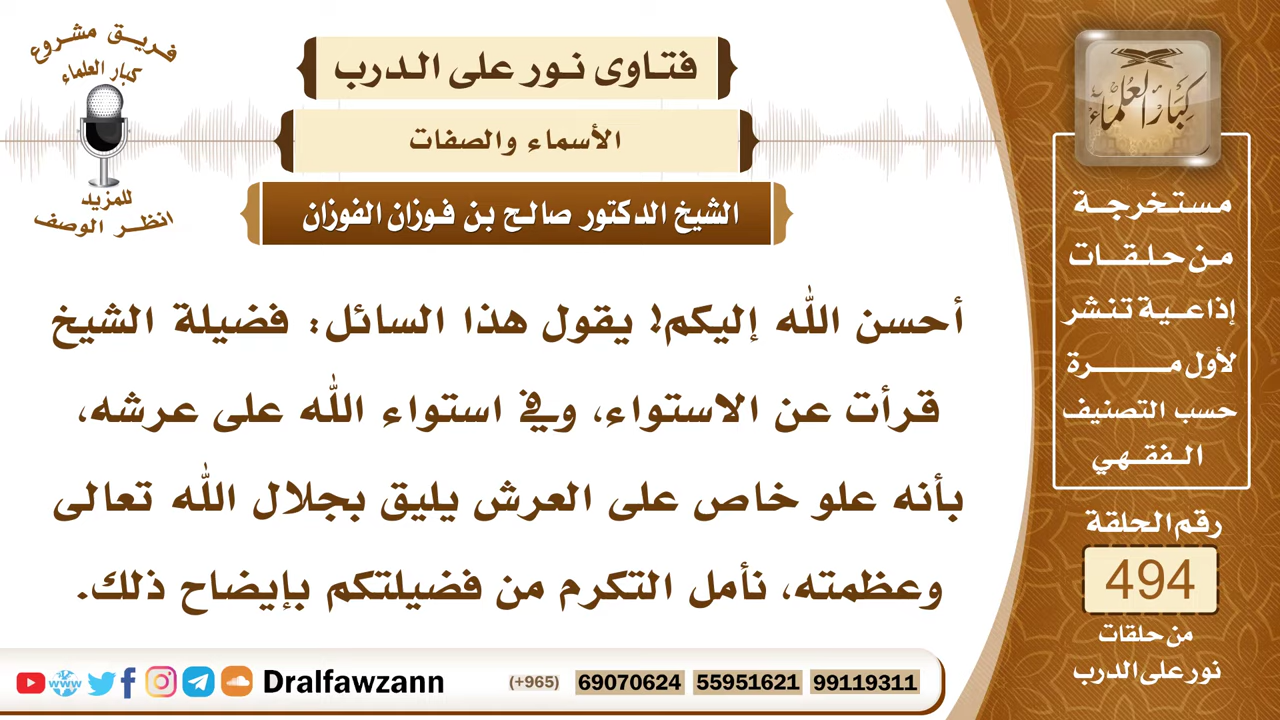 فريق مشروع
كبار العلماء
للمزيد
انظر الوصف
فتاوى نور على الدرب
الأسماء والصفات
الشيخ الدكتور صالح بن فوزان الفوزان
أحسن الله إليكم! يقول هذا السائل: فضيلة الشيخ
قرأت عن الاستواء، وفي استواء الله على عرشه،
بأنه علو خاص على العرش يليق بجلال الله تعالى
وعظمته، نأمل التكرم من فضيلتكم بإيضاح ذلك.
كبار العلماء
مستخرجة
من حلقات
إذاعية تنشر
لأول مرة
حسب التصنيف
الفقهي
رقم الحلقة
494
من حلقات
نور على الدرب
www Dralfawzann (+965) 69070624 55951621 99119311